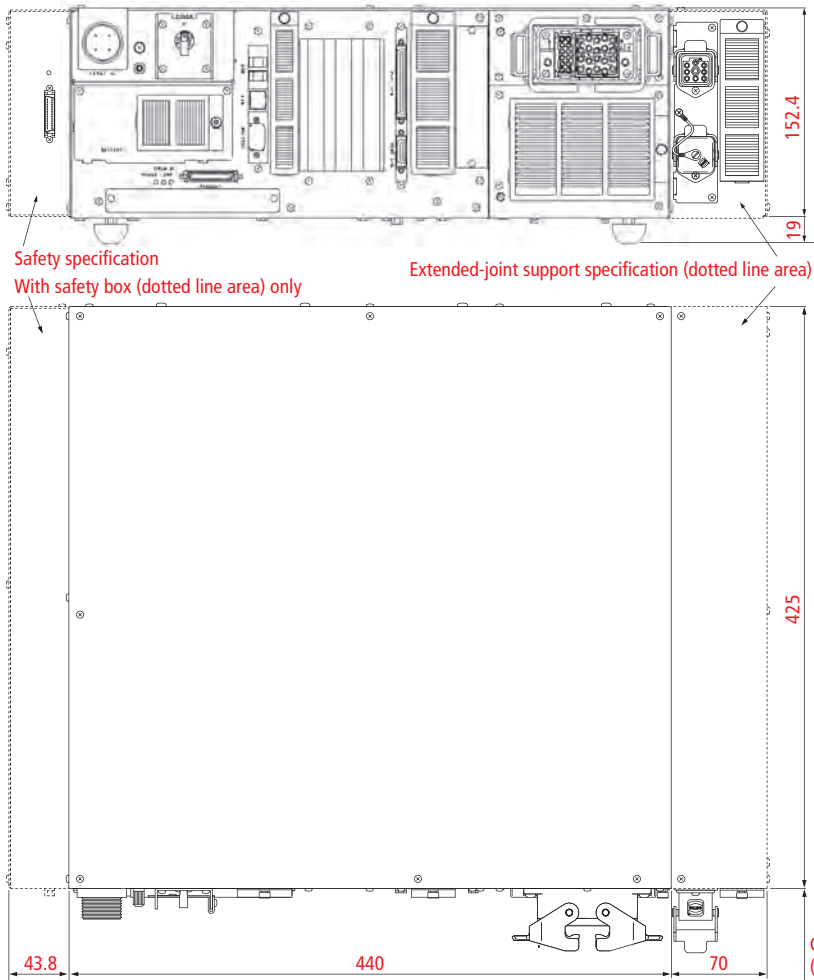 152.4
19
Safety specification
With safety box (dotted line area) only
Extended-joint support specification (dotted line area)
425
43.8
440
70